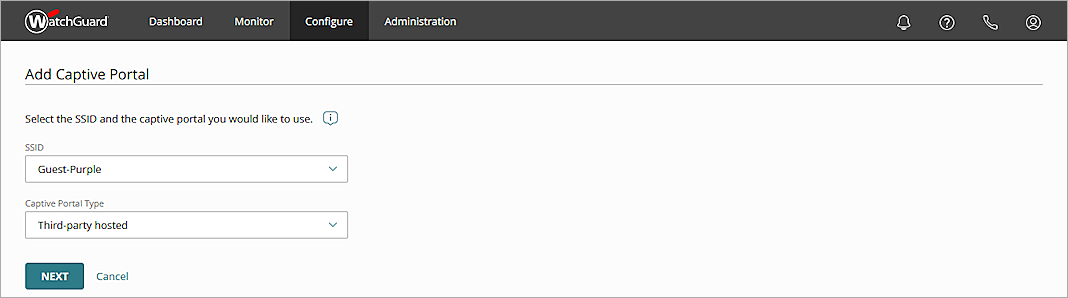 WatchGuard Dashboard Monitor Configure Administration
Add Captive Portal
Select the SSID and the captive portal you would like to use.
SSID
Guest-Purple
Captive Portal Type
Third-party hosted
NEXT Cancel